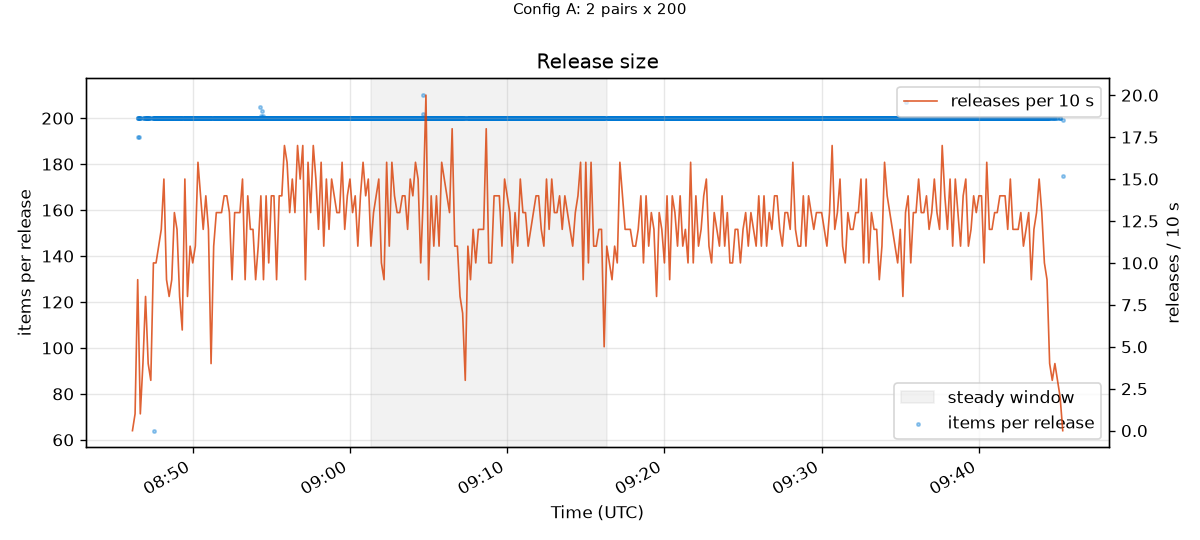 Config A: 2 pairs x 200
Release size
items per release
200
180
160
140
120
100
80
60
20.0
17.5
15.0
12.5
10.0
7.5
5.0
2.5
0.0
releases / 10 s
releases per 10 s
steady window
items per release
08:50
09:00
09:10
09:20
09:30
09:40
Time (UTC)